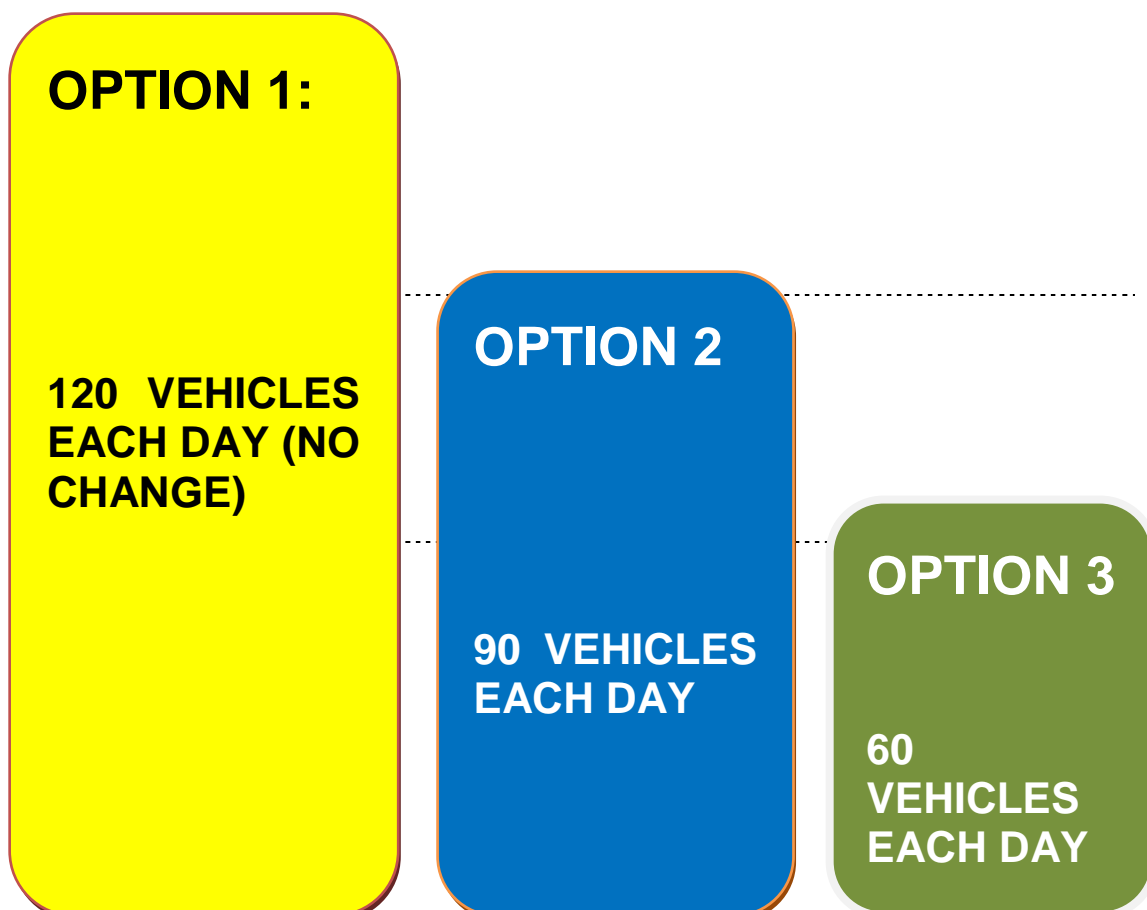 OPTION 1:
120 VEHICLES
EACH DAY (NO
CHANGE)
OPTION 2
90 VEHICLES
EACH DAY
OPTION 3
60
VEHICLES
EACH DAY